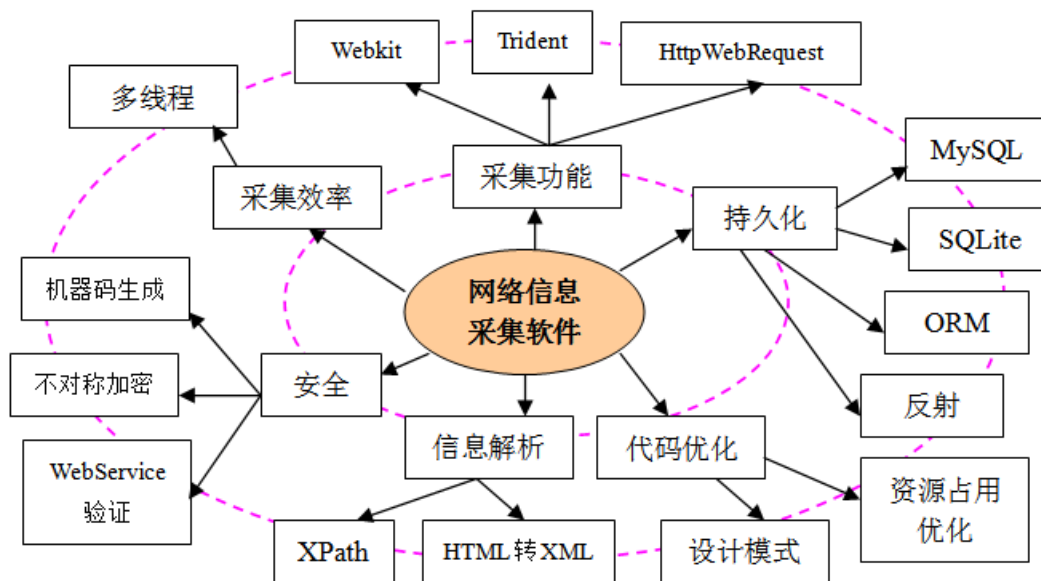 Webkit
Trident
HttpWebRequest
多线程
采集效率
采集功能
持久化
MySQL
SQLite
ORM
反射
网络信息
采集软件
机器码生成
不对称加密
WebService
验证
安全
信息解析
代码优化
XPath
HTML转XML
设计模式
资源占用
优化